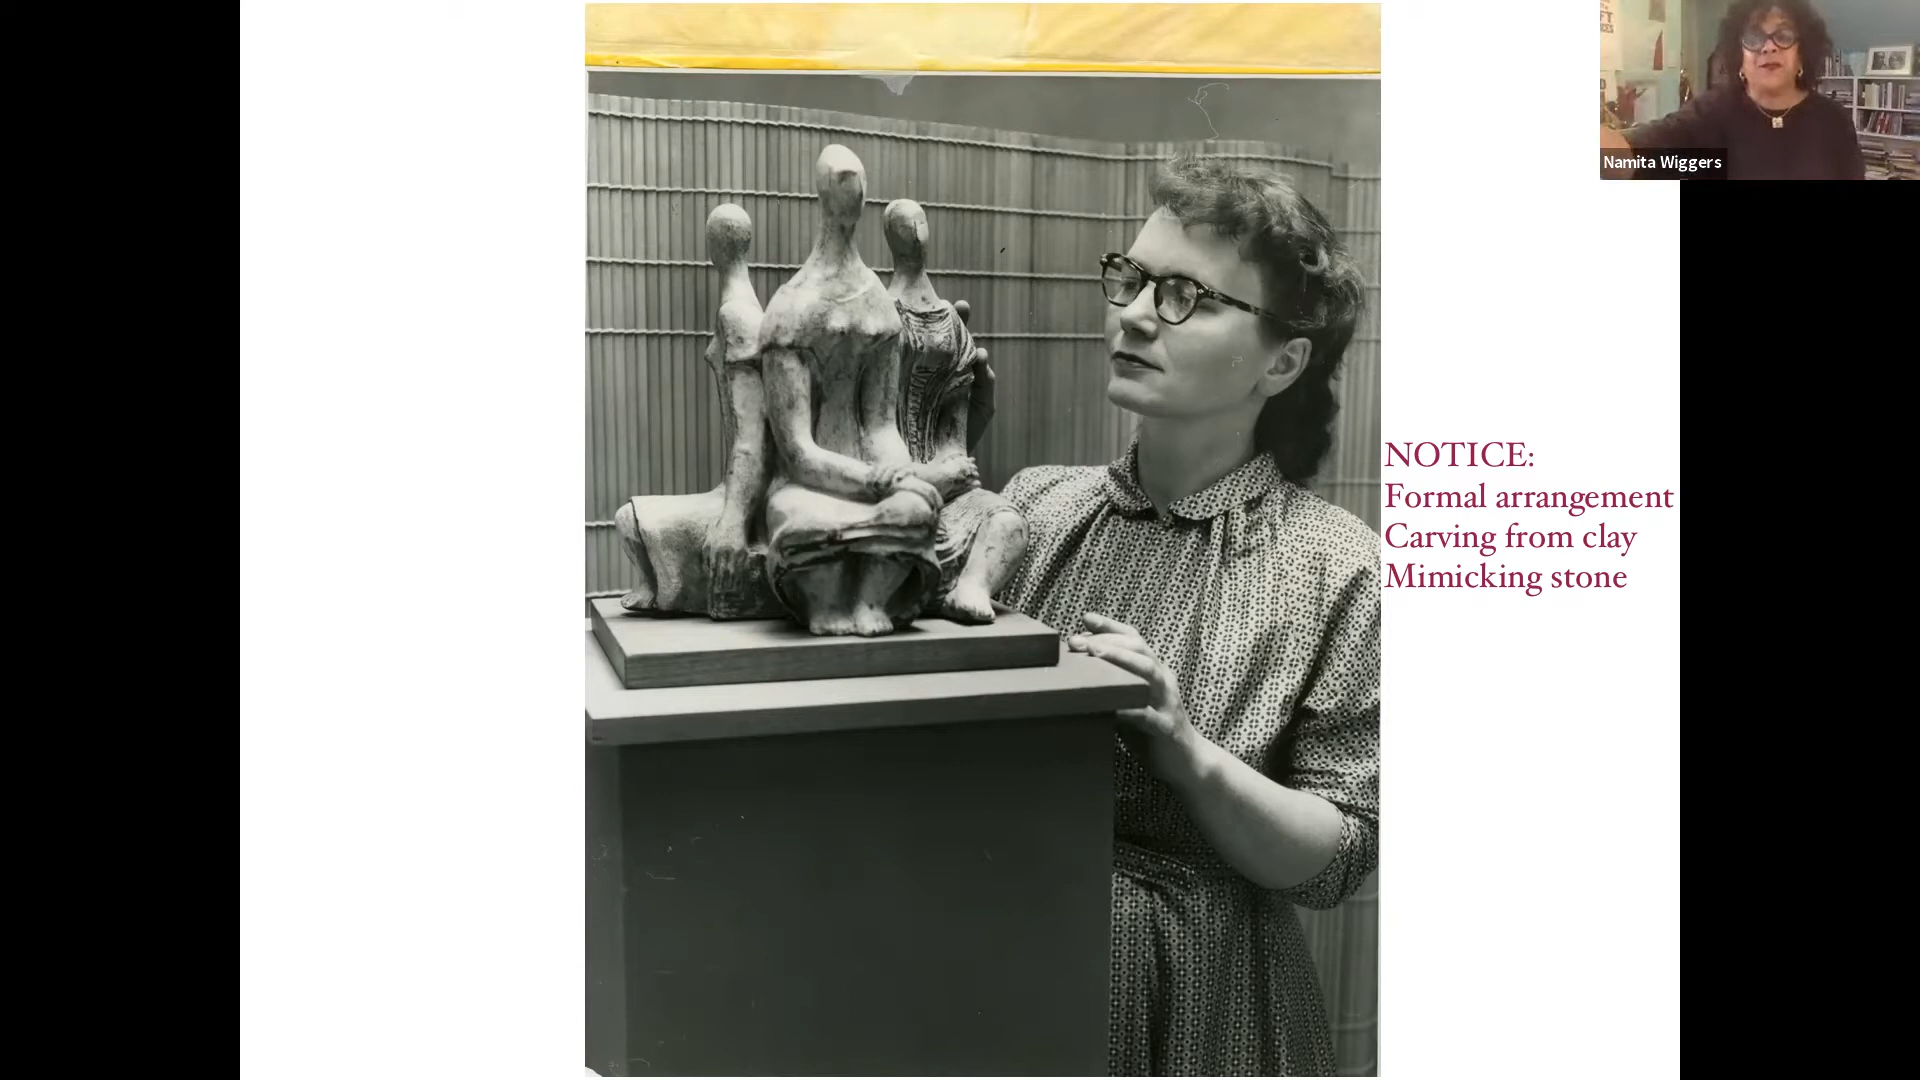 Namita Wiggers
NOTICE:
Formal arrangement
Carving from clay
Mimicking stone